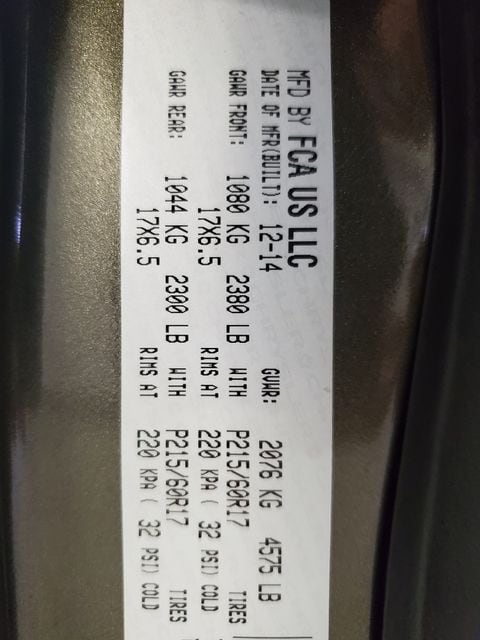 MFD BY FCA US LLC
DATE OF MFR(BUILT): 12-14 GVWR: 2076 KG 4575 LB
GAWR FRONT: 1080 KG 2380 LB WITH P215/60R17 TIRES
17X6.5 RIMS AT 220 KPA ( 32 PSI) COLD
GAWR REAR: 1044 KG 2300 LB WITH P215/60R17 TIRES
17X6.5 RIMS AT 220 KPA ( 32 PSI) COLD